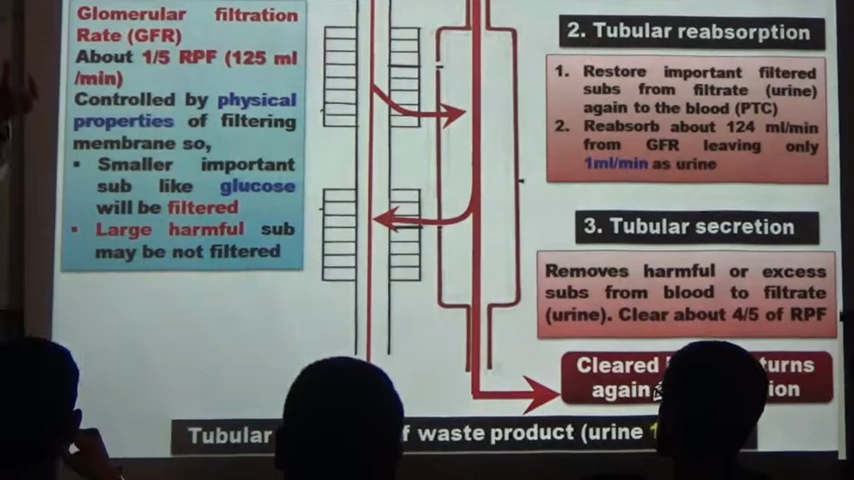 Glomerular filtration
Rate (GFR)
About 1/5 RPF (125 ml
/min)
Controlled by physical
properties of filtering
membrane so,
▪ Smaller important
sub like glucose
will be filtered
▪ Large harmful sub
may be not filtered
2. Tubular reabsorption
1. Restore important filtered
subs from filtrate (urine)
again to the blood (PTC)
2. Reabsorb about 124 ml/min
from GFR leaving only
1ml/min as urine
3. Tubular secretion
Removes harmful or excess
subs from blood to filtrate
(urine). Clear about 4/5 of RPF
Cleared
again
Tubular of waste product (urine